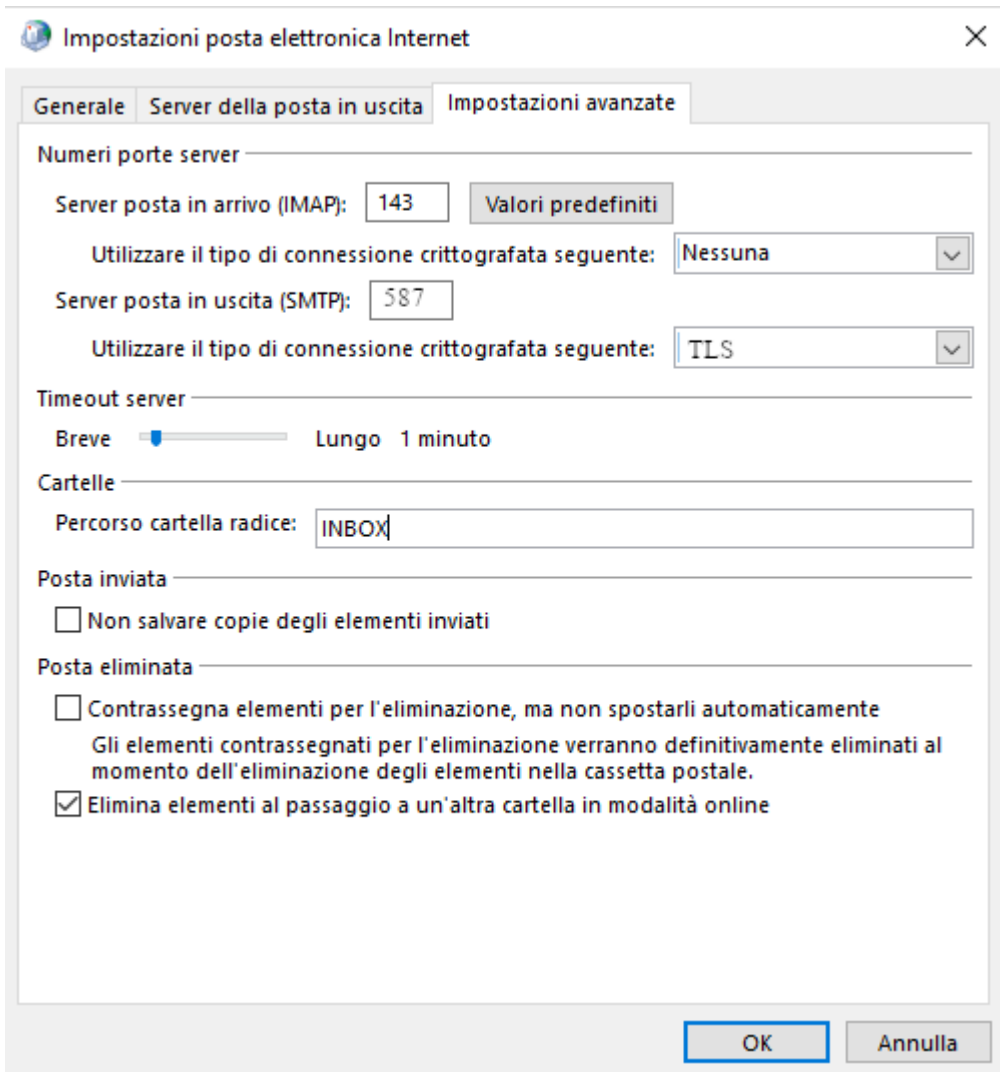 Impostazioni posta elettronica Internet
Generale Server della posta in uscita Impostazioni avanzate
Numeri porte server
Server posta in arrivo (IMAP): 143 Valori predefiniti
Utilizzare il tipo di connessione crittografata seguente: Nessuna
Server posta in uscita (SMTP): 587
Utilizzare il tipo di connessione crittografata seguente: TLS
Timeout server
Breve Lungo 1 minuto
Cartelle
Percorso cartella radice: INBOX
Posta inviata
Non salvare copie degli elementi inviati
Posta eliminata
Contrassegna elementi per l'eliminazione, ma non spostarli automaticamente
Gli elementi contrassegnati per l'eliminazione verranno definitivamente eliminati al
momento dell'eliminazione degli elementi nella cassetta postale.
Elimina elementi al passaggio a un'altra cartella in modalità online
OK Annulla